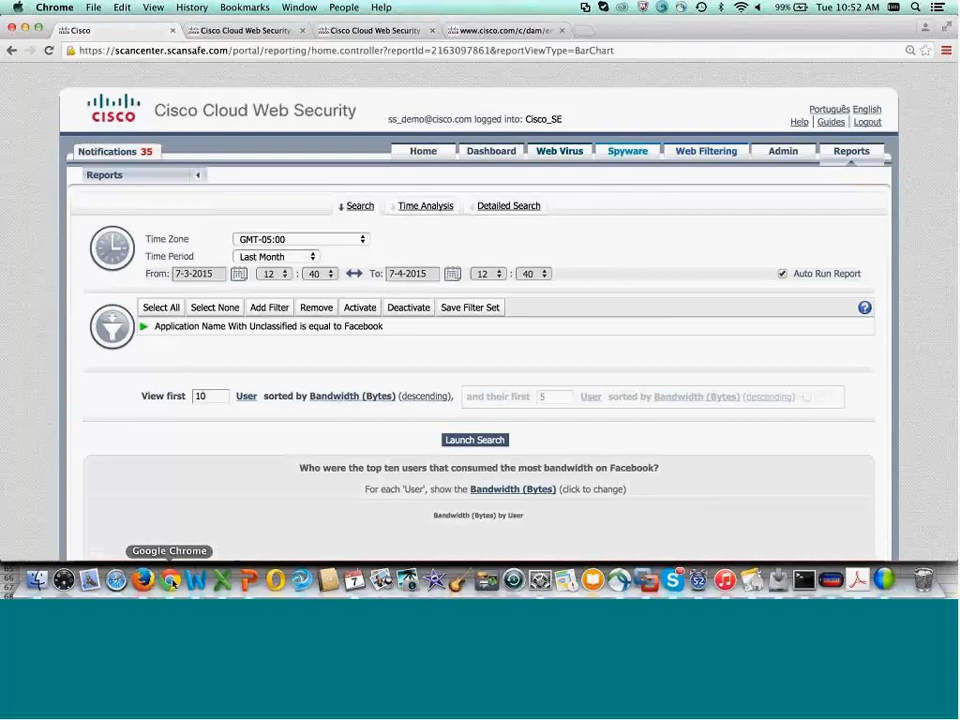 Chrome File Edit View History Bookmarks Window People Help 99% Tue 10:52 AM
Cisco × Cisco Cloud Web Security × Cisco Cloud Web Security × www.cisco.com/c/dam/en ×
https://scancenter.scansafe.com/portal/reporting/home.controller?reportId=2163097861&reportViewType=BarChart
CISCO Cisco Cloud Web Security ss_demo@cisco.com logged into: Cisco_SE
Português English
Help | Guides | Logout
Notifications 35 Home Dashboard Web Virus Spyware Web Filtering Admin Reports
Reports
Search Time Analysis Detailed Search
Time Zone GMT-05:00
Time Period Last Month
From: 7-3-2015 12 : 40 To: 7-4-2015 12 : 40 Auto Run Report
Select All Select None Add Filter Remove Activate Deactivate Save Filter Set ?
Application Name With Unclassified is equal to Facebook
View first 10 User sorted by Bandwidth (Bytes) (descending), and their first 5 User sorted by Bandwidth (Bytes) (descending)
Launch Search
Who were the top ten users that consumed the most bandwidth on Facebook?
For each 'User', show the Bandwidth (Bytes) (click to change)
Bandwidth (Bytes) by User
Google Chrome
66
7
52